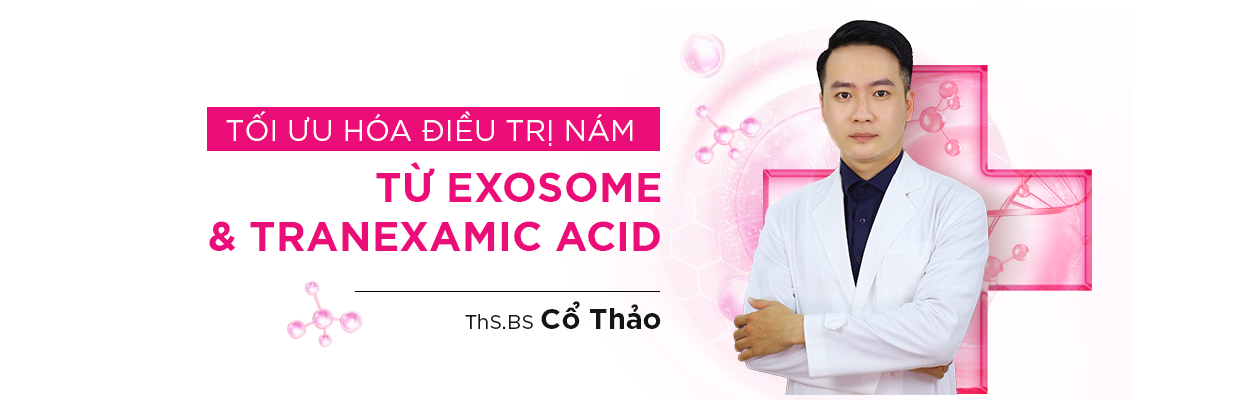 TỐI ƯU HÓA ĐIỀU TRỊ NÁM
TỪ EXOSOME
& TRANEXAMIC ACID
ThS.BS Cổ Thảo